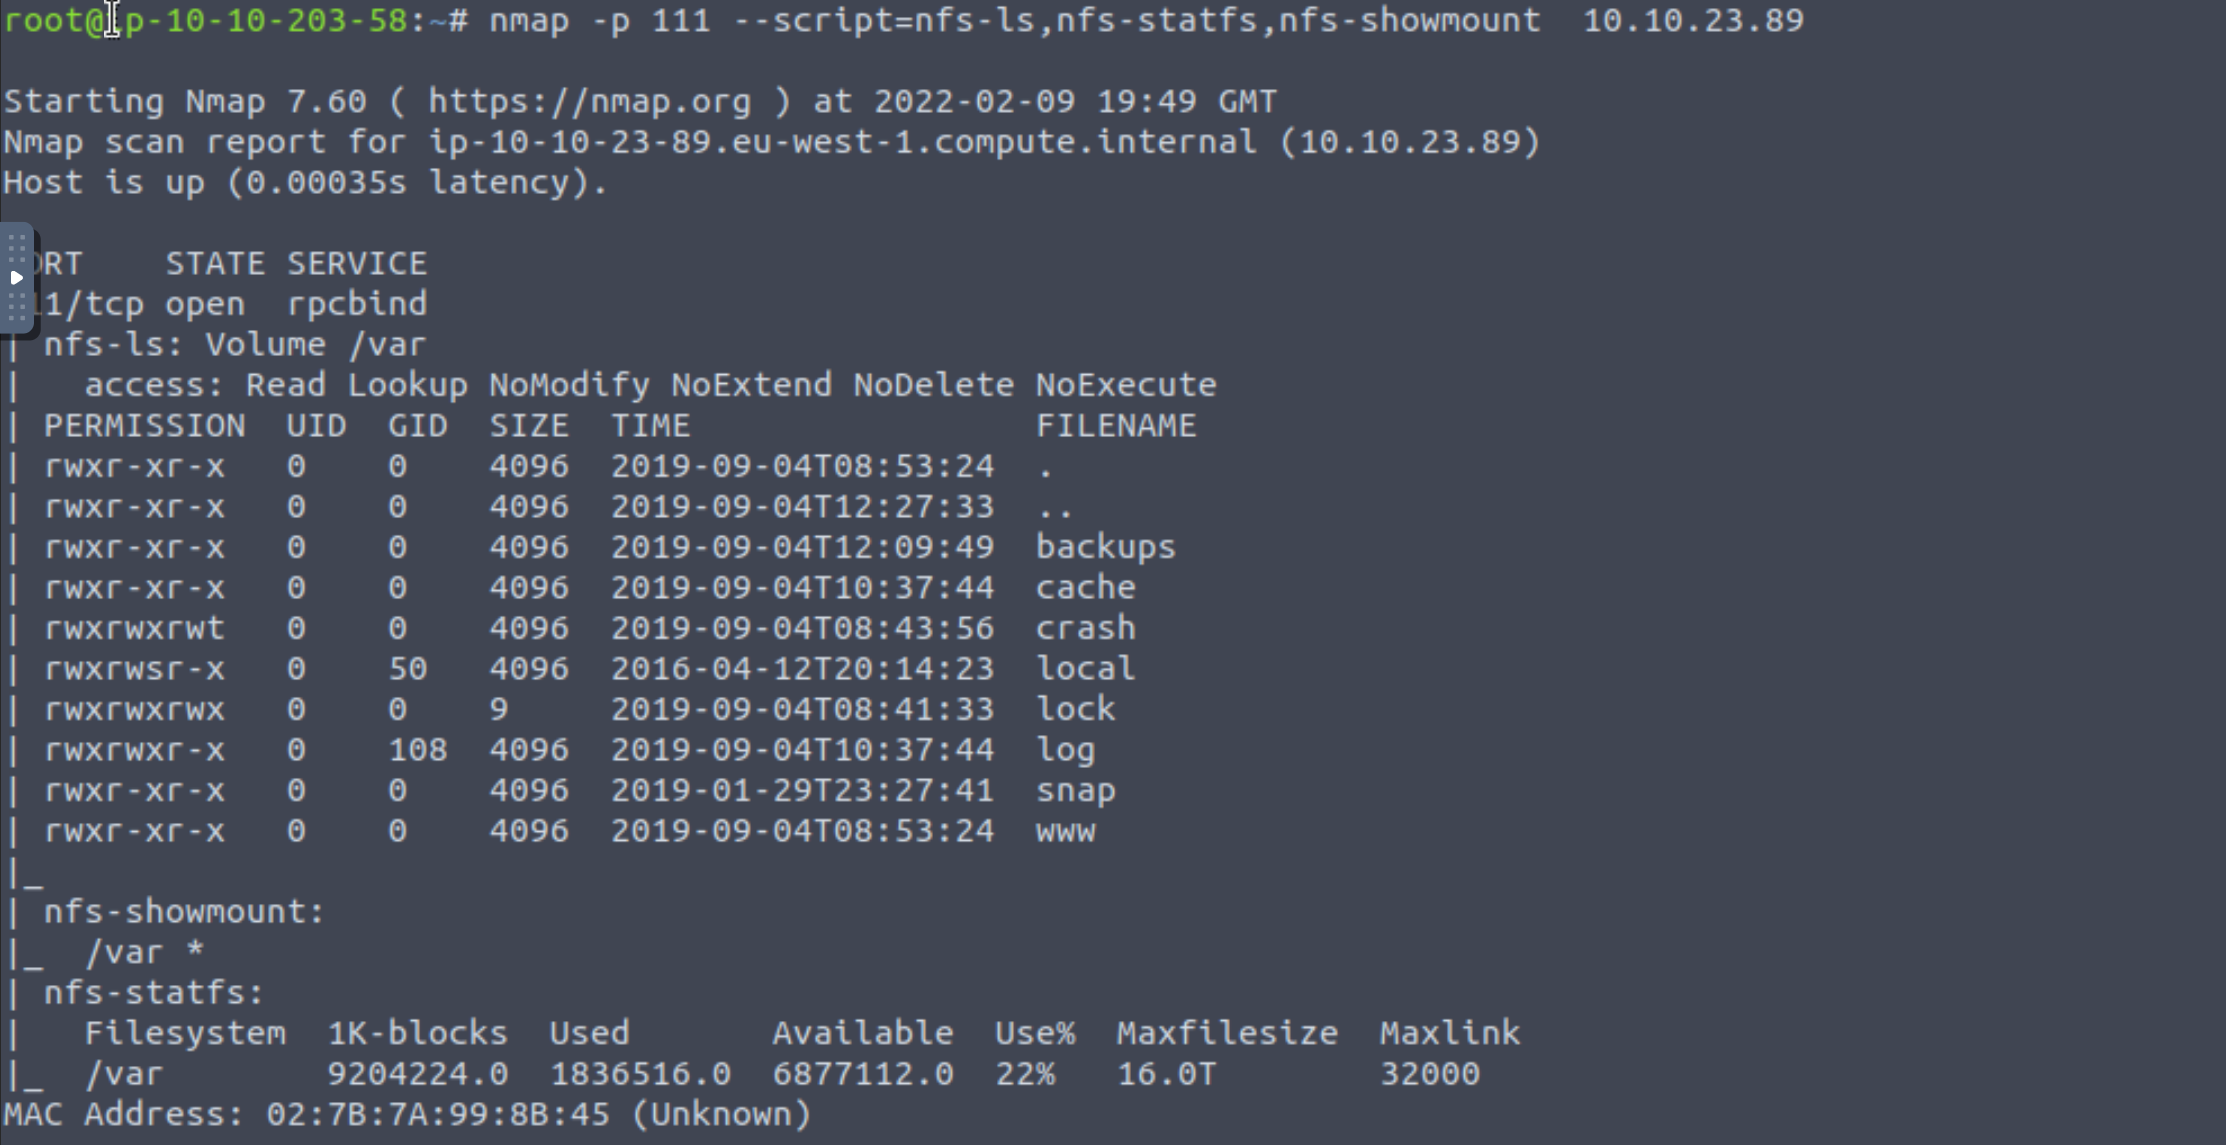 root@ip-10-10-203-58:~# nmap -p 111 --script=nfs-ls,nfs-statfs,nfs-showmount  10.10.23.89

Starting Nmap 7.60 ( https://nmap.org ) at 2022-02-09 19:49 GMT
Nmap scan report for ip-10-10-23-89.eu-west-1.compute.internal (10.10.23.89)
Host is up (0.00035s latency).

ORT    STATE SERVICE
11/tcp open  rpcbind
| nfs-ls: Volume /var
|   access: Read Lookup NoModify NoExtend NoDelete NoExecute
| PERMISSION  UID  GID  SIZE  TIME                 FILENAME
| rwxr-xr-x   0    0    4096  2019-09-04T08:53:24  .
| rwxr-xr-x   0    0    4096  2019-09-04T12:27:33  ..
| rwxr-xr-x   0    0    4096  2019-09-04T12:09:49  backups
| rwxr-xr-x   0    0    4096  2019-09-04T10:37:44  cache
| rwxrwxrwt   0    0    4096  2019-09-04T08:43:56  crash
| rwxrwsr-x   0    50   4096  2016-04-12T20:14:23  local
| rwxrwxrwx   0    0    9     2019-09-04T08:41:33  lock
| rwxrwxr-x   0    108  4096  2019-09-04T10:37:44  log
| rwxr-xr-x   0    0    4096  2019-01-29T23:27:41  snap
| rwxr-xr-x   0    0    4096  2019-09-04T08:53:24  www
|_
| nfs-showmount:
|_  /var *
| nfs-statfs:
|   Filesystem  1K-blocks  Used       Available  Use%  Maxfilesize  Maxlink
|_  /var        9204224.0  1836516.0  6877112.0  22%   16.0T        32000
MAC Address: 02:7B:7A:99:8B:45 (Unknown)